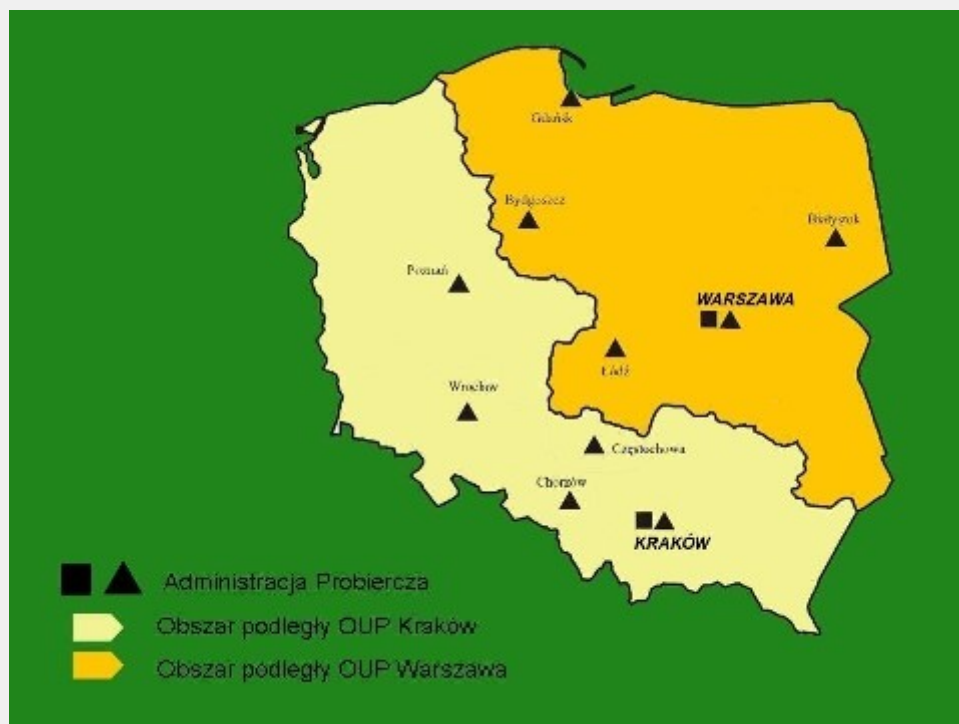 Gdańsk
Bydgoszcz
Białystok
Poznań
WARSZAWA
Łódź
Wrocław
Częstochowa
Chorzów
KRAKÓW
Administracja Probiercza
Obszar podległy OUP Kraków
Obszar podległy OUP Warszawa